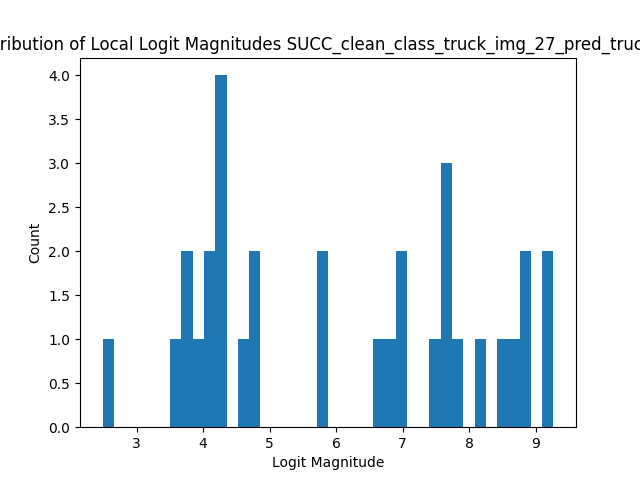 ribution of Local Logit Magnitudes SUCC_clean_class_truck_img_27_pred_truc
4.0
3.5
3.0
2.5
2.0
1.5
1.0
0.5
0.0
Count
3 4 5 6 7 8 9
Logit Magnitude